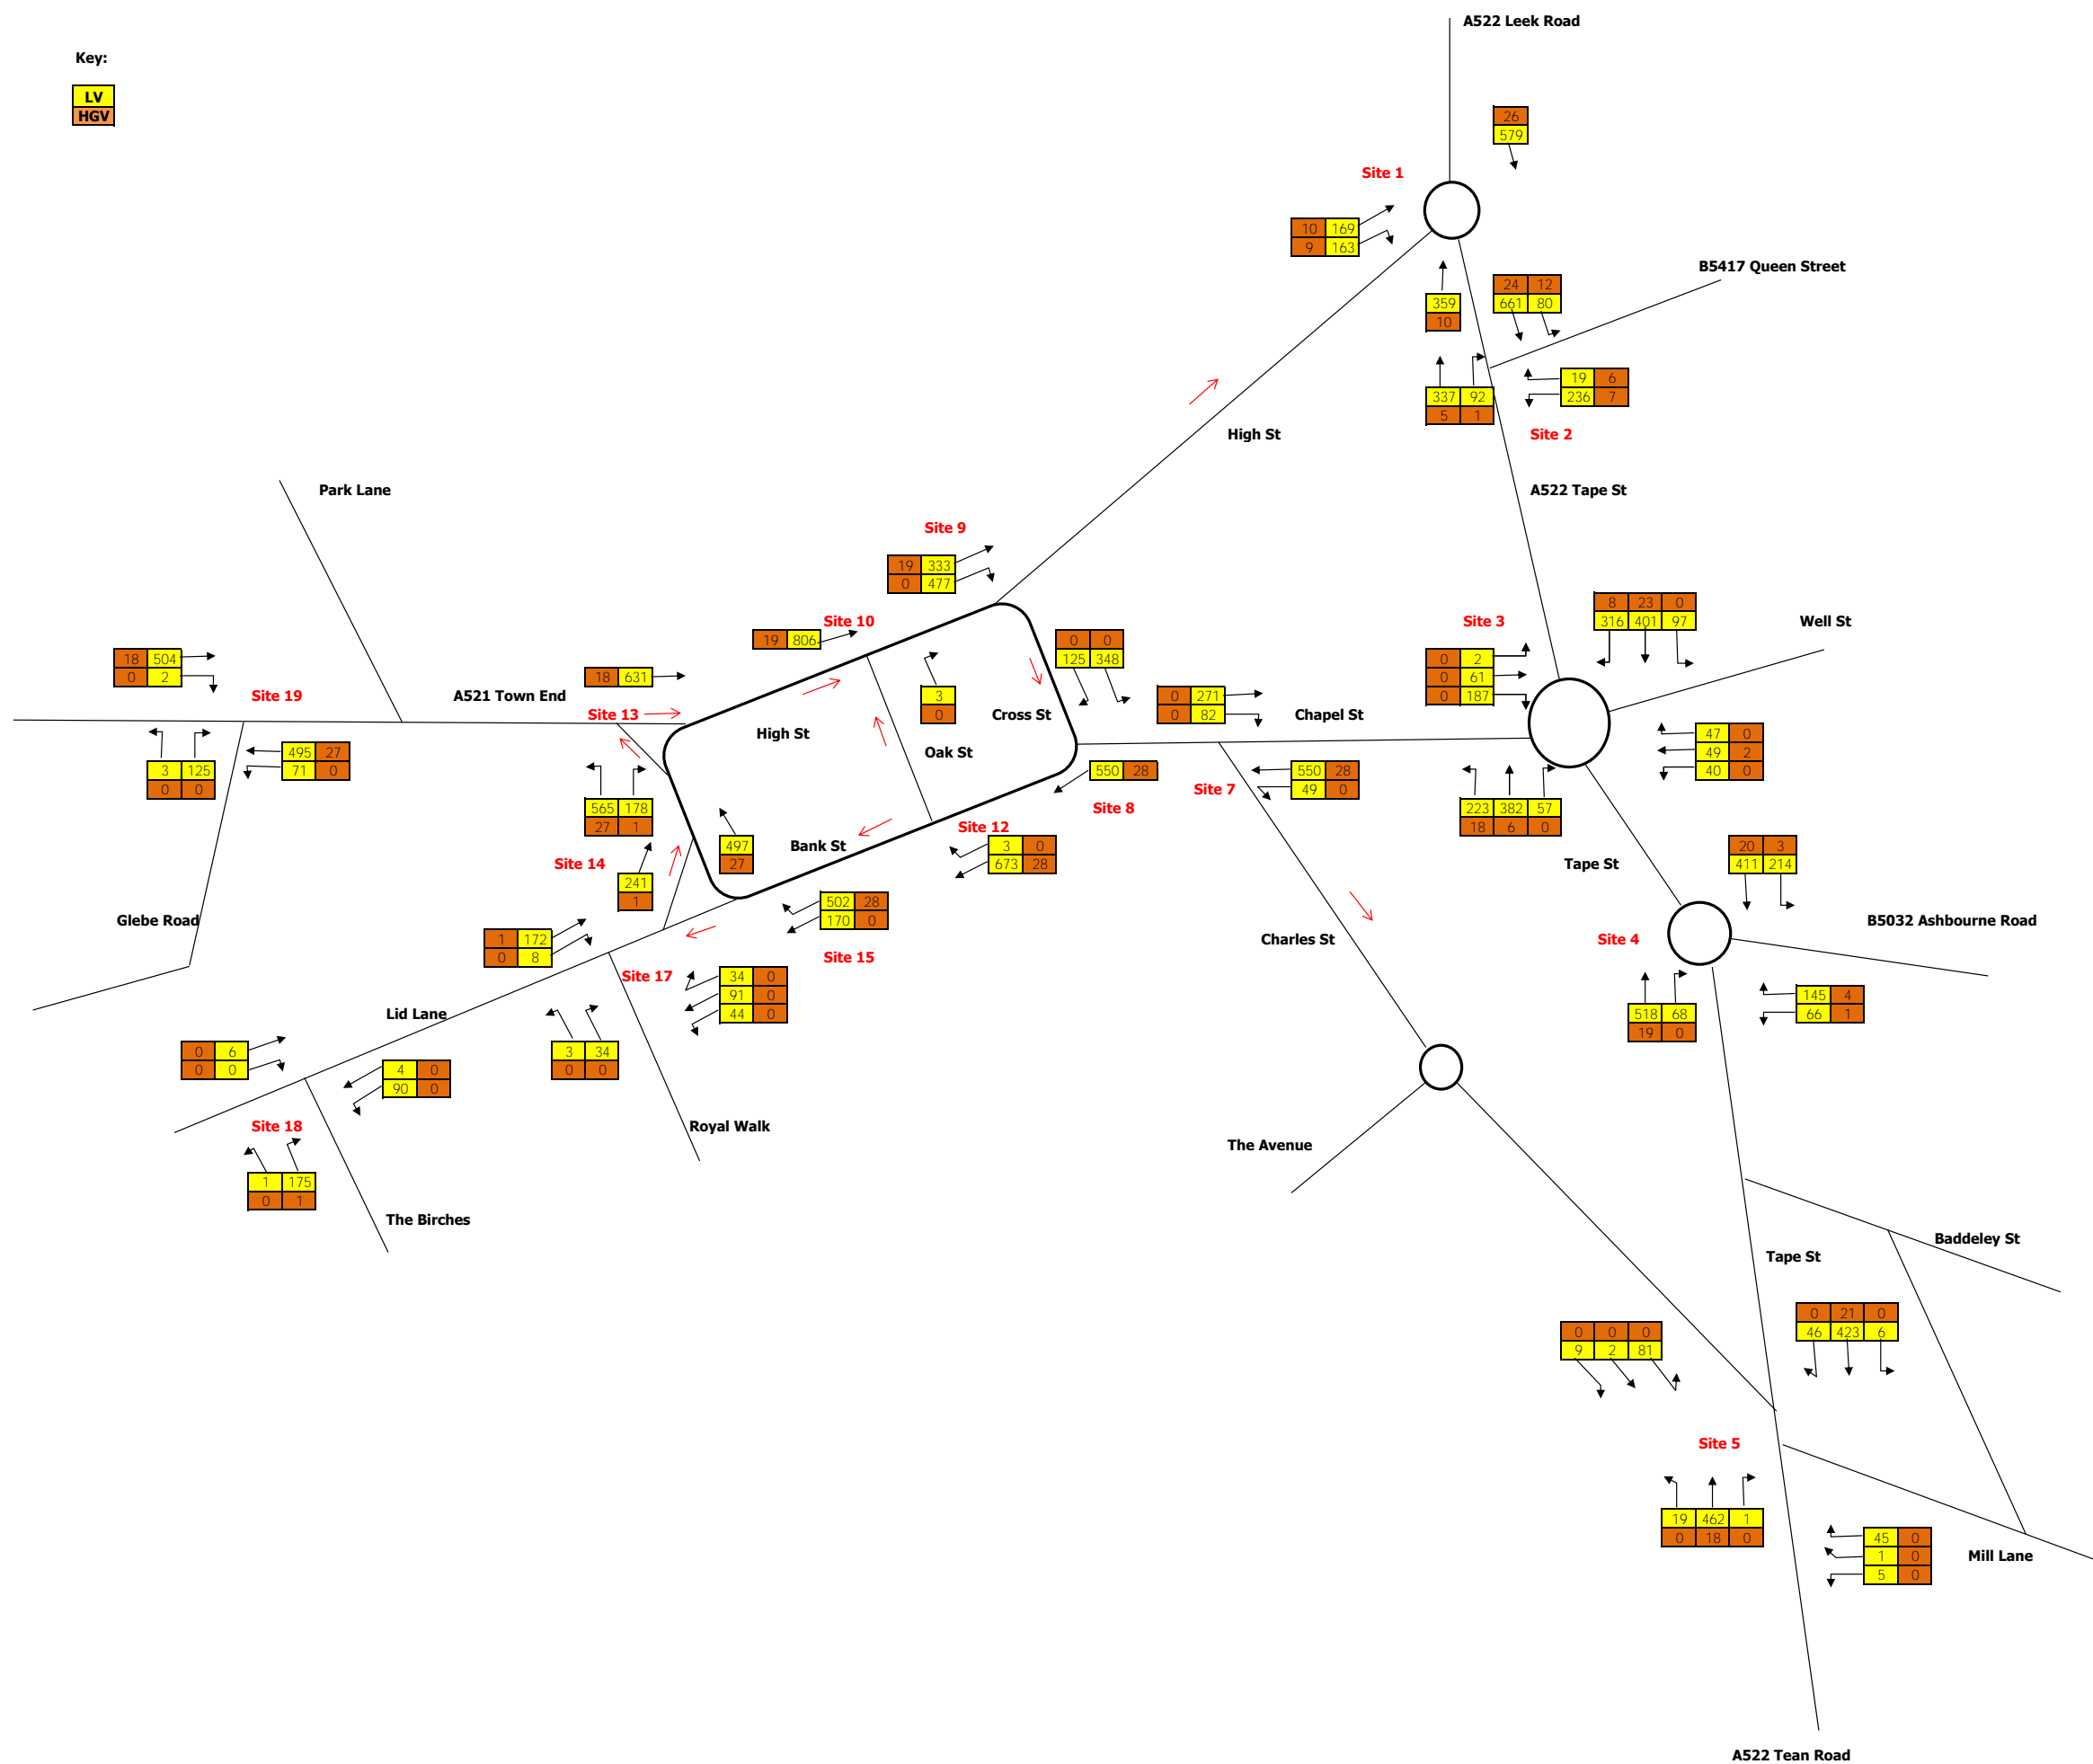 A522 Leek Road
Key:
LV
HGV
26
579
Site 1
10 169
9 163
B5417 Queen Street
24 12
661 80
359
10
19 6
236 7
337 92
5 1
Site 2
High St
Park Lane
A522 Tape St
Site 9
19 333
0 477
8 23 0
316 401 97
Site 10
Site 3
Well St
19 806
0 0
125 348
18 504
0 2
0 2
0 61
0 187
18 631
Site 19
A521 Town End
3
0
0 271
0 82
Site 13
Cross St
Chapel St
High St
Oak St
47 0
49 2
40 0
495 27
71 0
3 125
0 0
550 28
550 28
49 0
Site 7
565 178
27 1
Site 8
223 382 57
18 6 0
Site 12
497
27
Bank St
3 0
673 28
20 3
411 214
Site 14
Tape St
241
1
502 28
170 0
Glebe Road
B5032 Ashbourne Road
1 172
0 8
Charles St
Site 4
Site 15
Site 17
34 0
91 0
44 0
145 4
66 1
518 68
19 0
Lid Lane
0 6
0 0
3 34
0 0
4 0
90 0
Site 18
Royal Walk
The Avenue
1 175
0 1
The Birches
Baddeley St
Tape St
0 21 0
46 423 6
0 0 0
9 2 81
Site 5
19 462 1
0 18 0
45 0
1 0
5 0
Mill Lane
A522 Tean Road